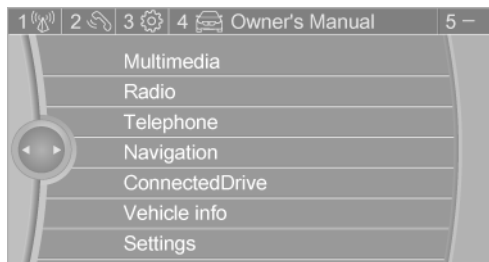 1 2 3 4 Owner's Manual 5 –
Multimedia
Radio
Telephone
Navigation
ConnectedDrive
Vehicle info
Settings